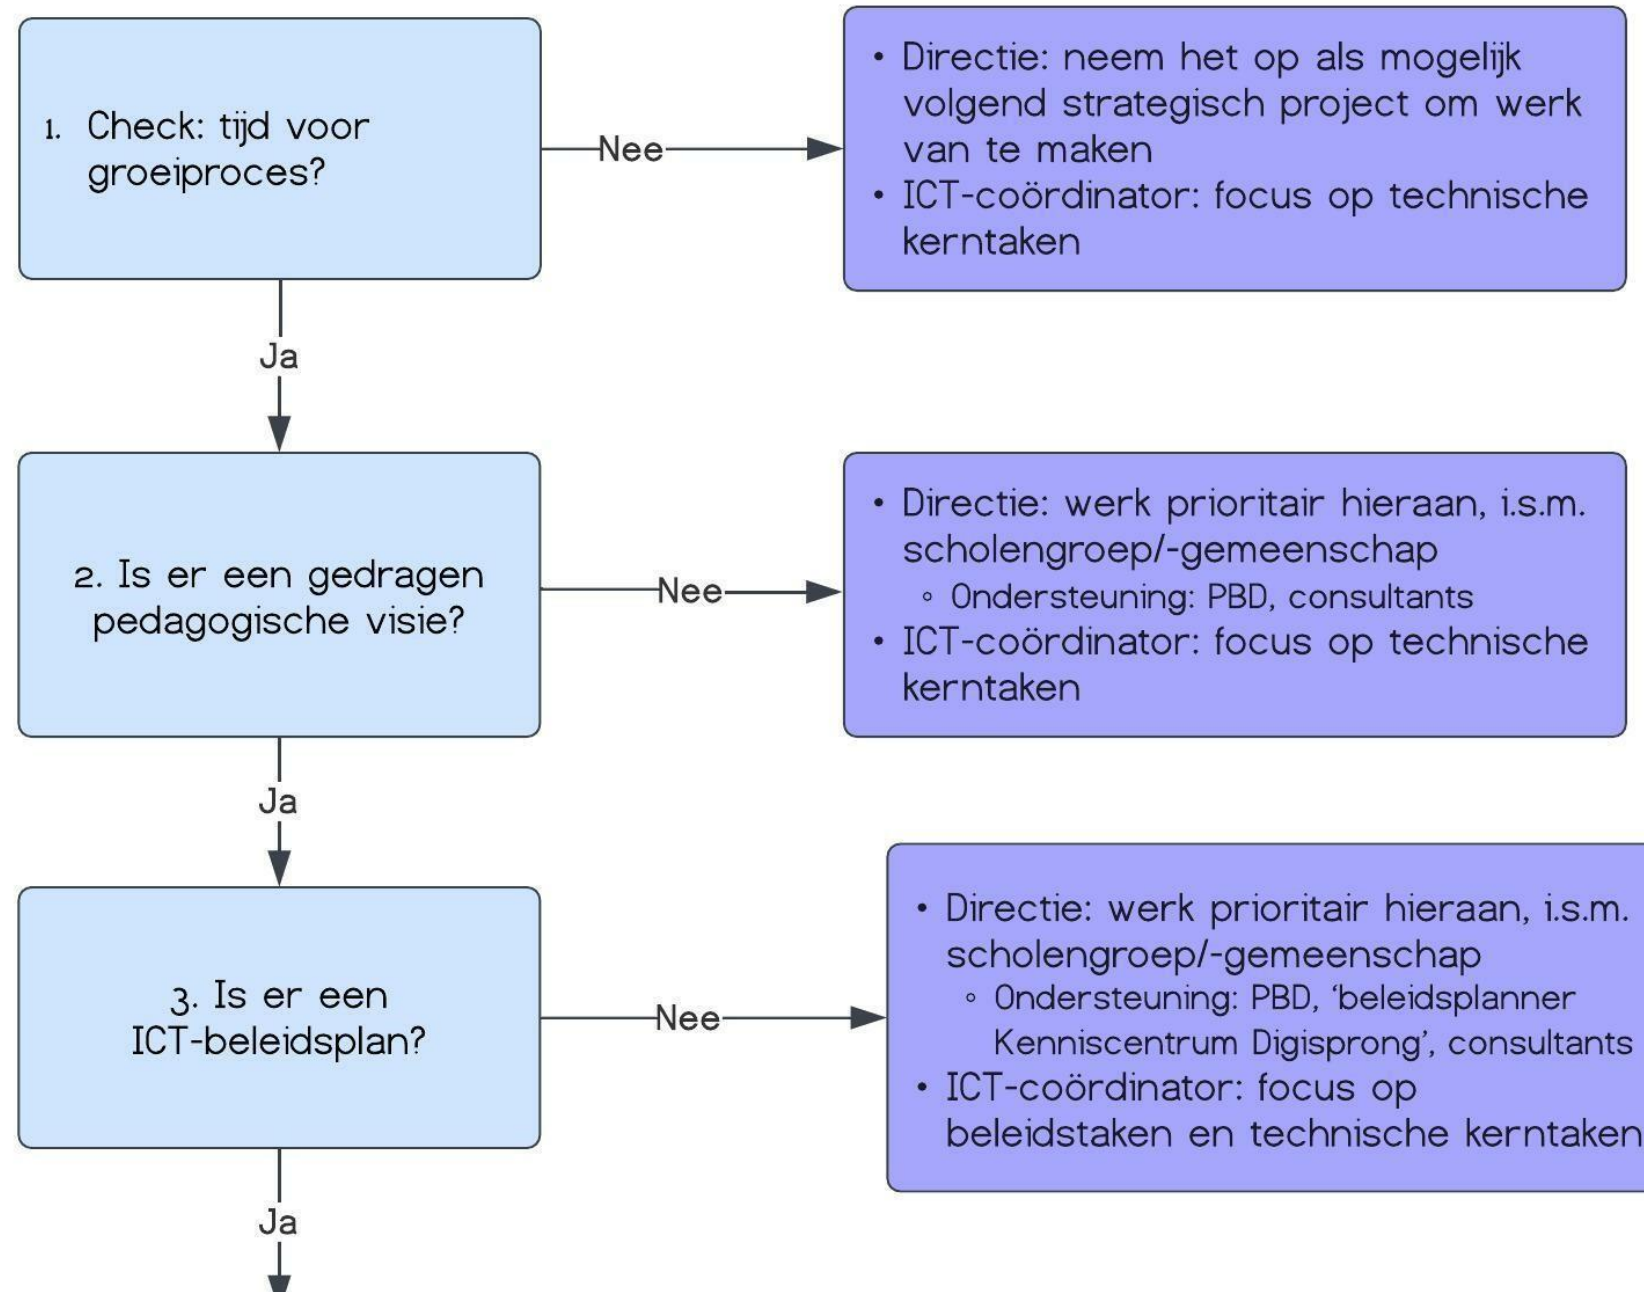 1. Check: tijd voor
groeiproces?
Nee
• Directie: neem het op als mogelijk
volgend strategisch project om werk
van te maken
• ICT-coördinator: focus op technische
kerntaken
Ja
2. Is er een gedragen
pedagogische visie?
Nee
• Directie: werk prioritair hieraan, i.s.m.
scholengroep/-gemeenschap
◦ Ondersteuning: PBD, consultants
• ICT-coördinator: focus op technische
kerntaken
Ja
3. Is er een
ICT-beleidsplan?
Nee
• Directie: werk prioritair hieraan, i.s.m.
scholengroep/-gemeenschap
◦ Ondersteuning: PBD, ‘beleidsplanner
Kenniscentrum Digisprong’, consultants
• ICT-coördinator: focus op
beleidstaken en technische kerntaken
Ja